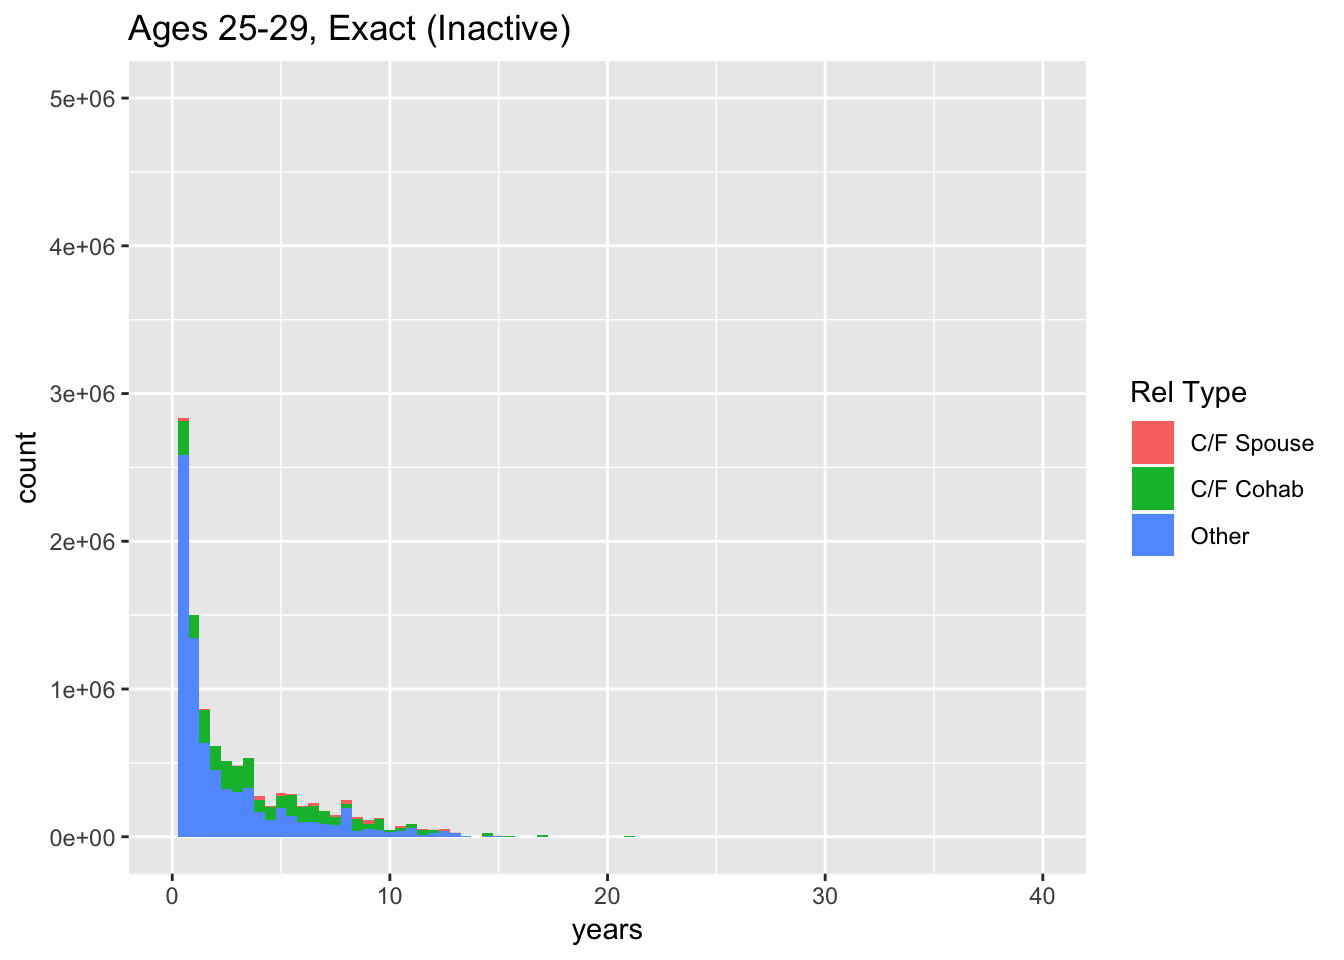 Ages 25-29, Exact (Inactive)
5e+06
4e+06
3e+06
2e+06
1e+06
0e+00
count
0 10 20 30 40
years
Rel Type
C/F Spouse
C/F Cohab
Other